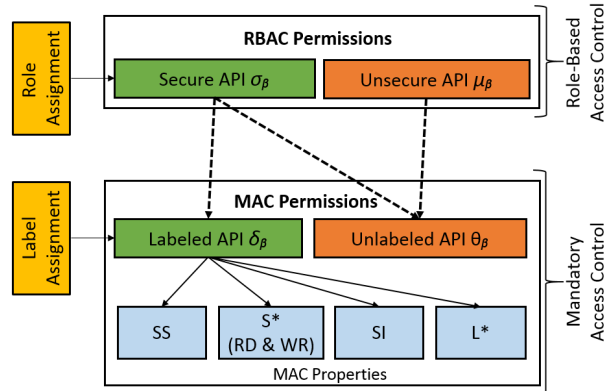 RBAC Permissions
Role
Assignment
Secure API σᵦ
Unsecure API μᵦ
Role-Based
Access Control
MAC Permissions
Label
Assignment
Labeled API δᵦ
Unlabeled API θᵦ
Mandatory
Access Control
SS
S*
(RD & WR)
SI
L*
MAC Properties